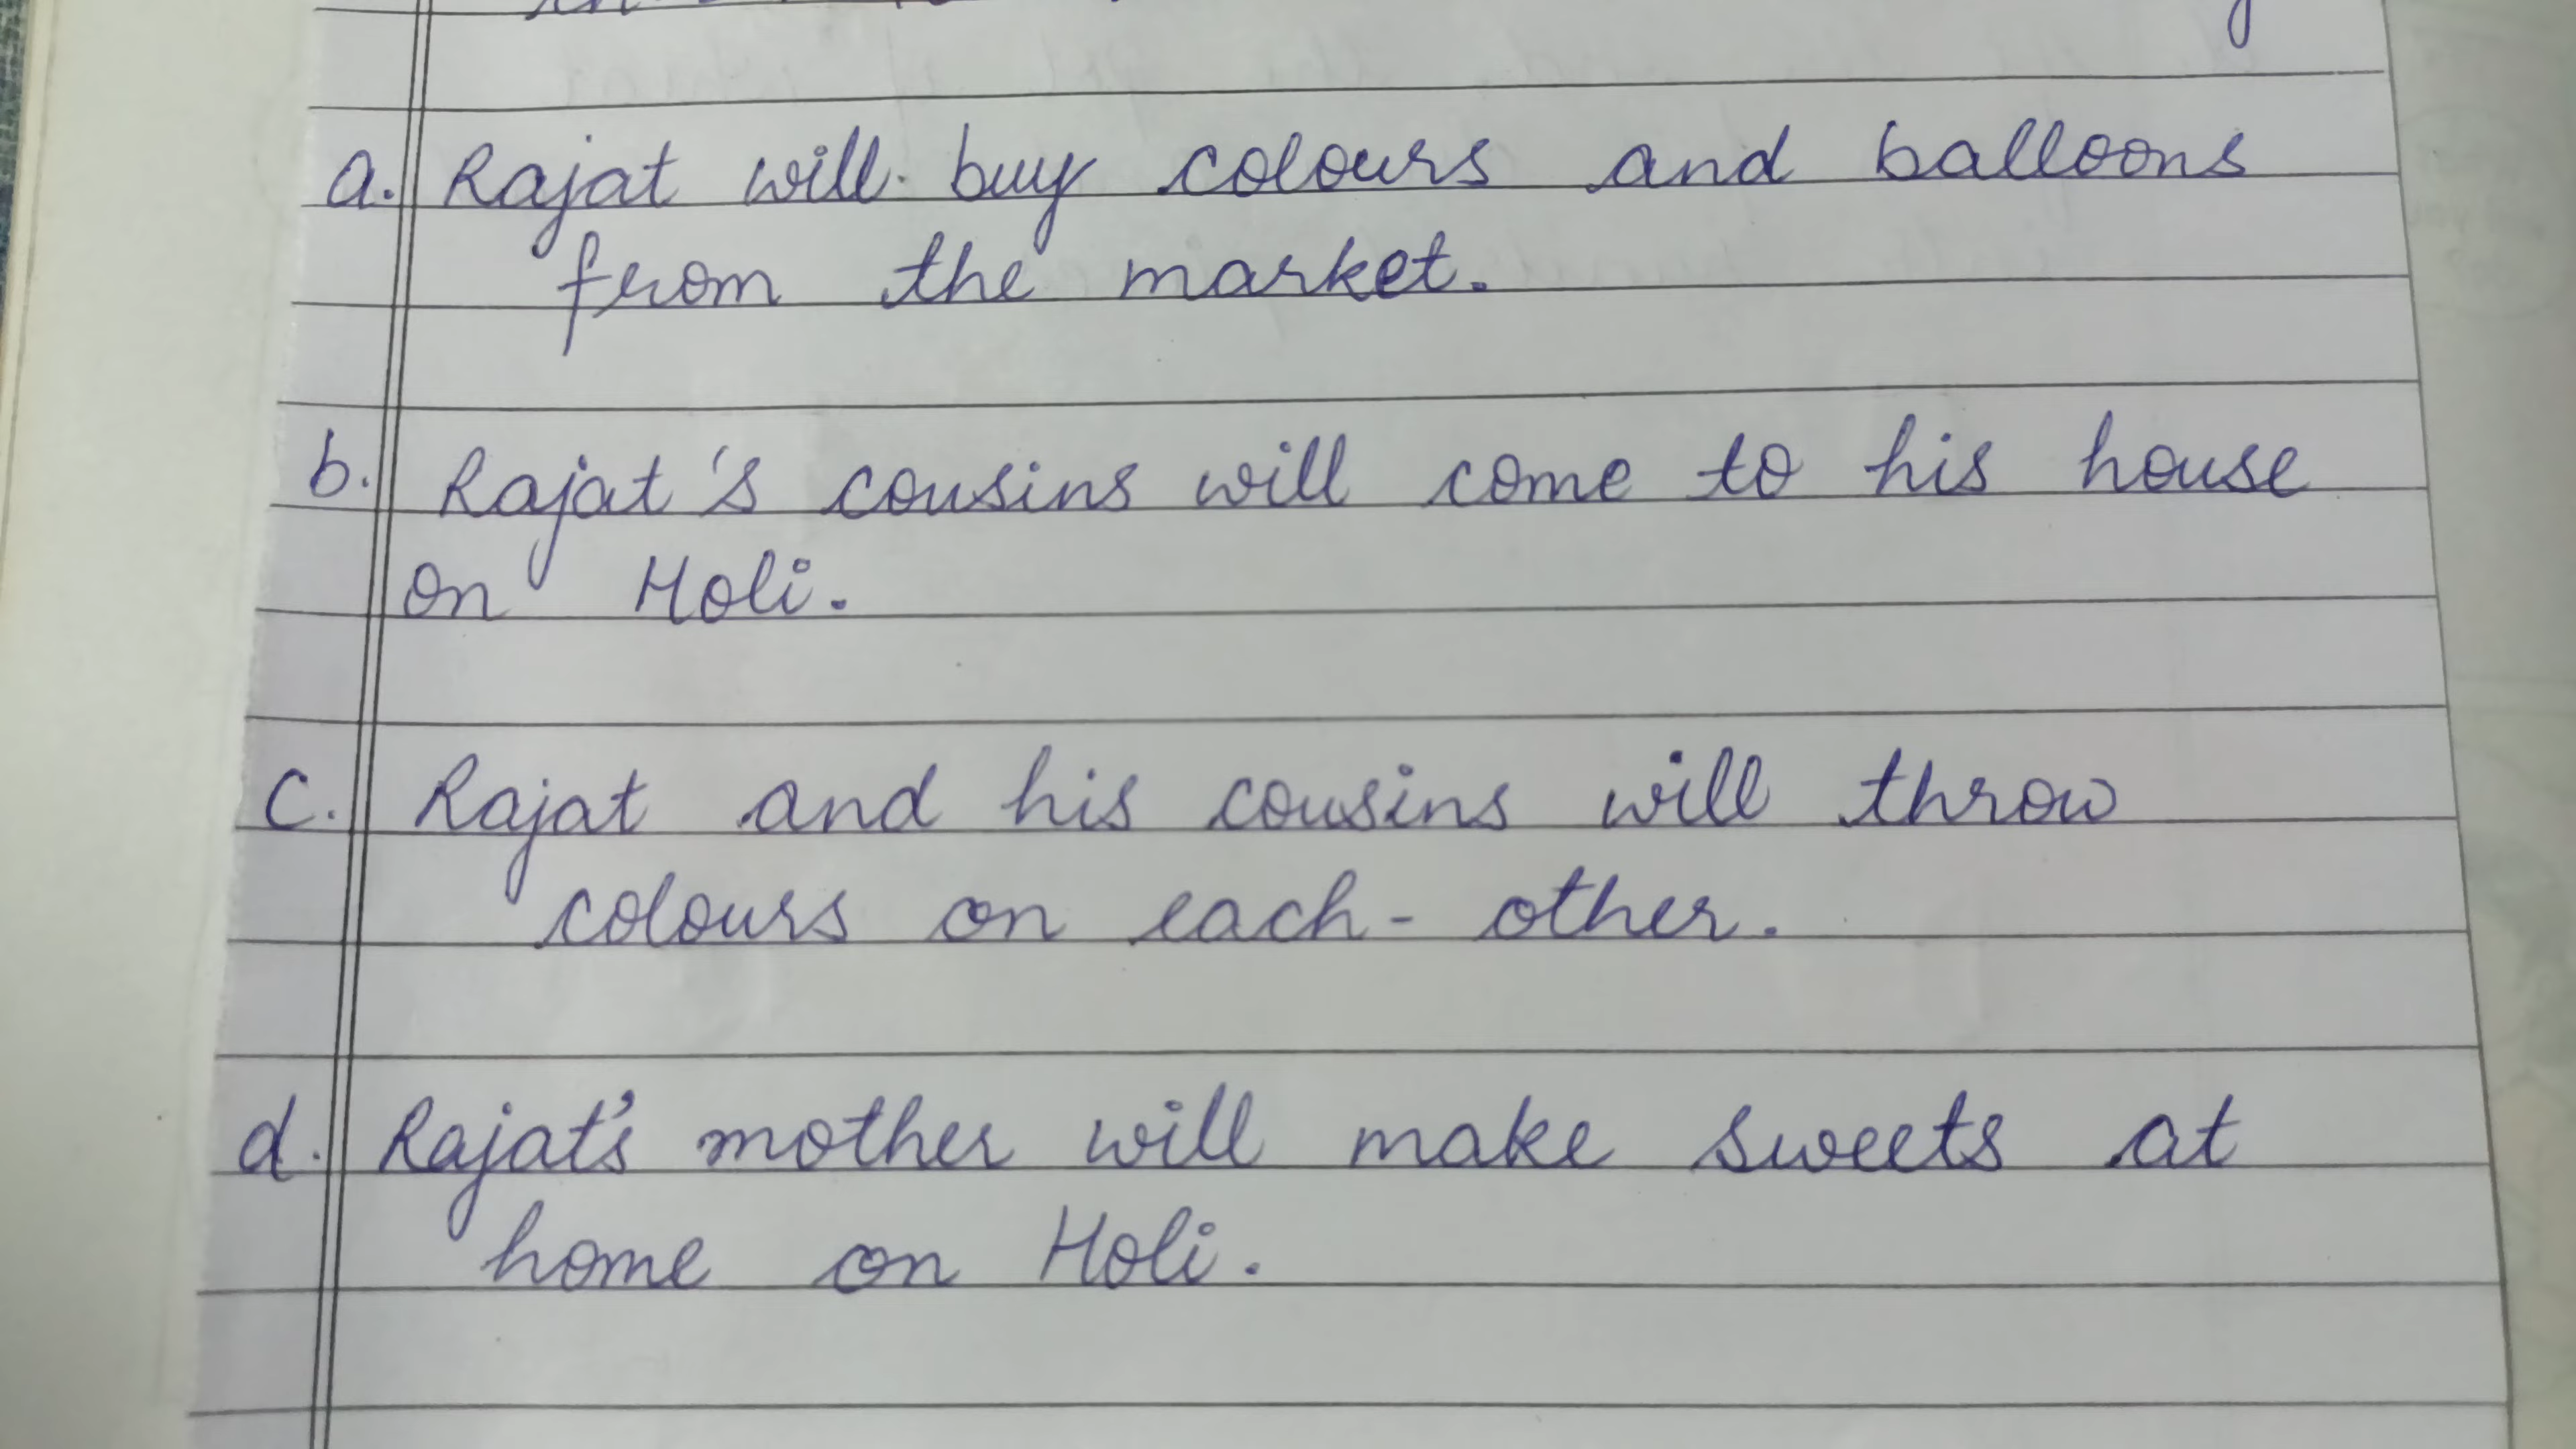 a. Rajat will buy colours and balloons
from the market.
b. Rajat's cousins will come to his house
on Holi.
c. Rajat and his cousins will throw
colours on each-other.
d. Rajat's mother will make sweets at
home on Holi.